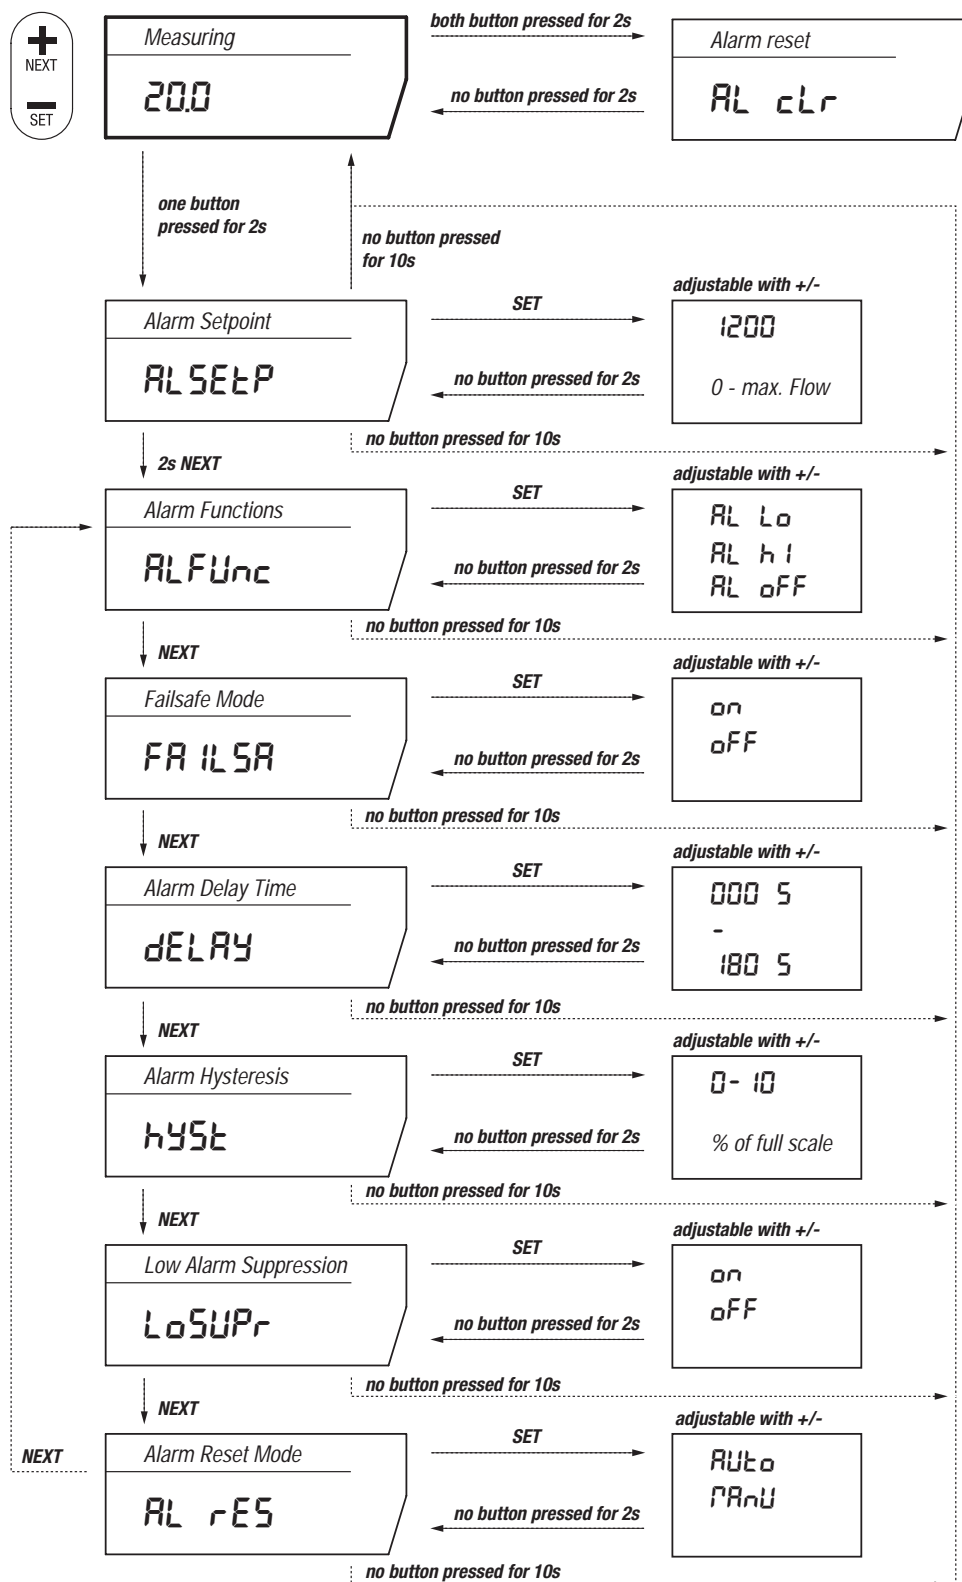 NEXT
SET
Measuring
20.0
both button pressed for 2s
no button pressed for 2s
Alarm reset
AL cLr
one button
pressed for 2s
no button pressed
for 10s
Alarm Setpoint
ALSEtP
SET
no button pressed for 2s
adjustable with +/-
1200
0 - max. Flow
no button pressed for 10s
2s NEXT
Alarm Functions
ALFUnc
SET
no button pressed for 2s
adjustable with +/-
AL Lo
AL hI
AL oFF
no button pressed for 10s
NEXT
Failsafe Mode
FAILSA
SET
no button pressed for 2s
adjustable with +/-
on
oFF
no button pressed for 10s
NEXT
Alarm Delay Time
dELAY
SET
no button pressed for 2s
adjustable with +/-
000 S
-
180 S
no button pressed for 10s
NEXT
Alarm Hysteresis
hYSt
SET
no button pressed for 2s
adjustable with +/-
0- 10
% of full scale
no button pressed for 10s
NEXT
Low Alarm Suppression
LoSUPr
SET
no button pressed for 2s
adjustable with +/-
on
oFF
no button pressed for 10s
NEXT
NEXT
Alarm Reset Mode
AL rES
SET
no button pressed for 2s
adjustable with +/-
AUto
MAnU
no button pressed for 10s